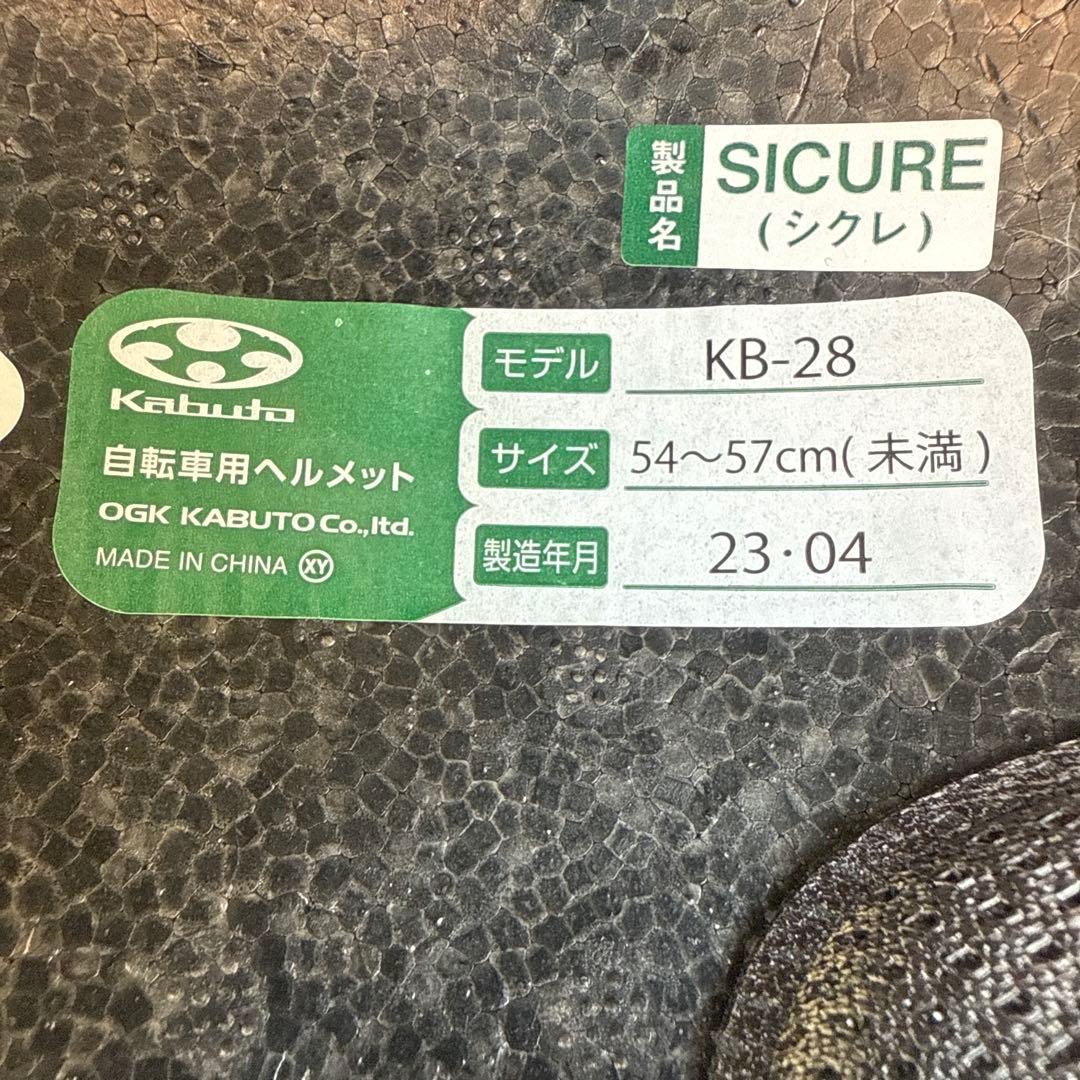 製品名
SICURE
(シクレ)
Kabuto
自転車用ヘルメット
OGK KABUTO Co.,ltd.
MADE IN CHINA XY
モデル KB-28
サイズ 54～57cm(未満)
製造年月 23・04